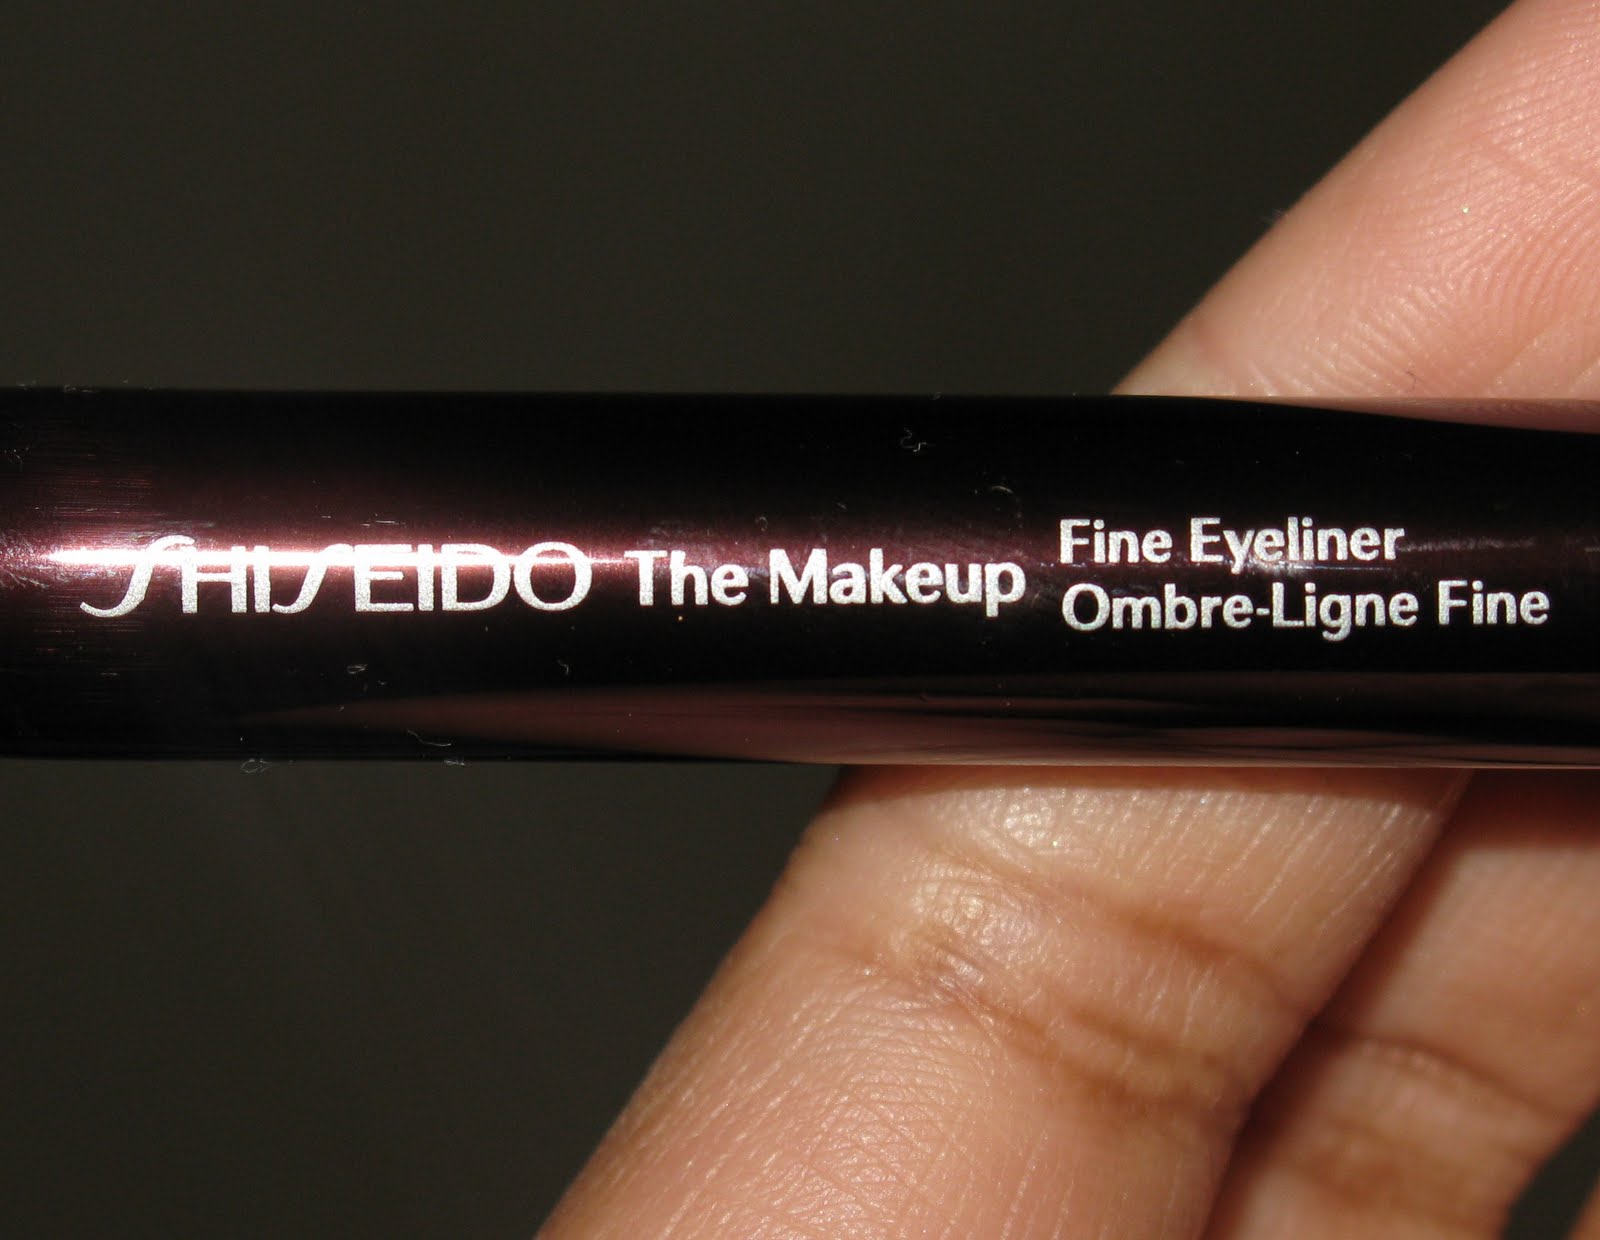 SHISEIDO The Makeup
Fine Eyeliner
Ombre-Ligne Fine